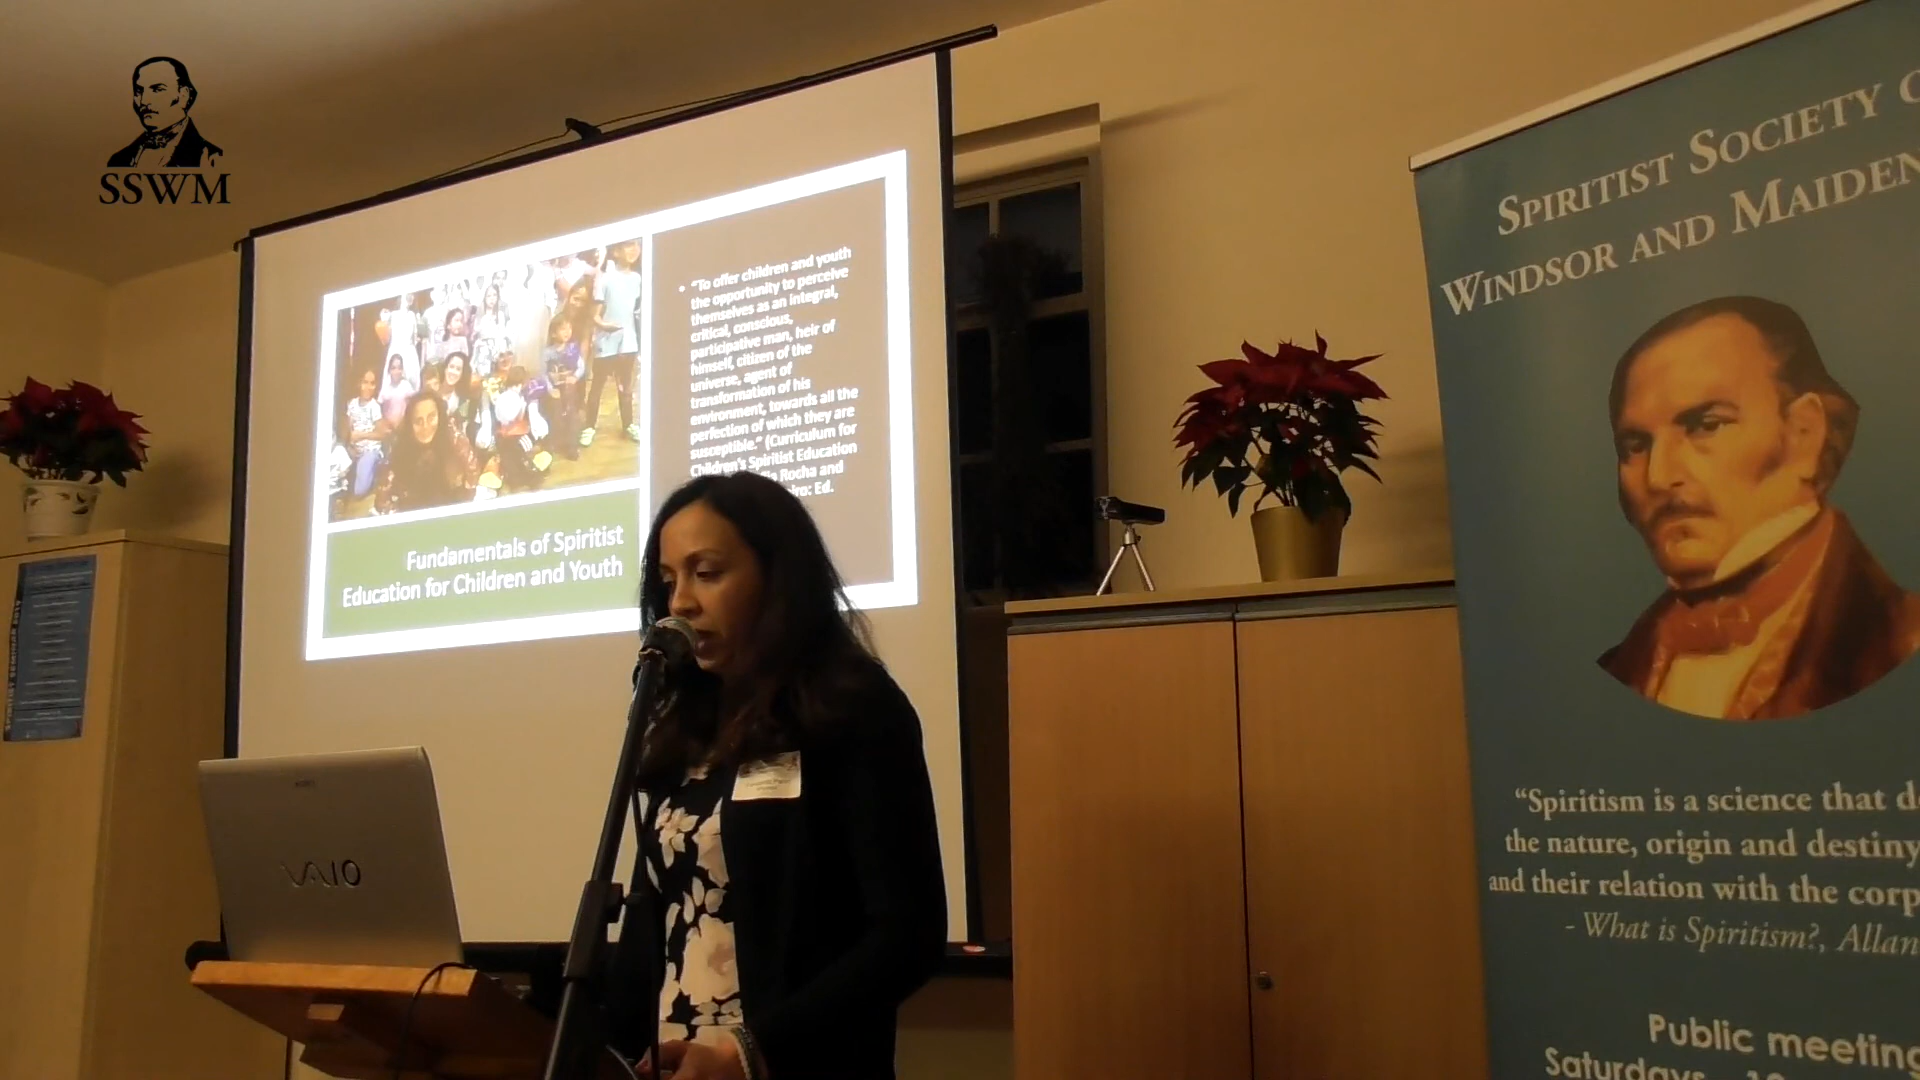 SSWM
Fundamentals of Spiritist
Education for Children and Youth
• "To offer children and youth
the opportunity to perceive
themselves as an integral,
critical, conscious,
participative man, heir of
himself, citizen of the
universe, agent of
transformation of his
environment, towards all the
perfection of which they are
susceptible." (Curriculum for
Children's Spiritist Education
Rocha and
Ed.
VAIO
SPIRITIST SOCIETY
WINDSOR AND MAIDEN
“Spiritism is a science that
the nature, origin and destiny
and their relation with the corp
- What is Spiritism?, Allan
Public meeting
Saturdays